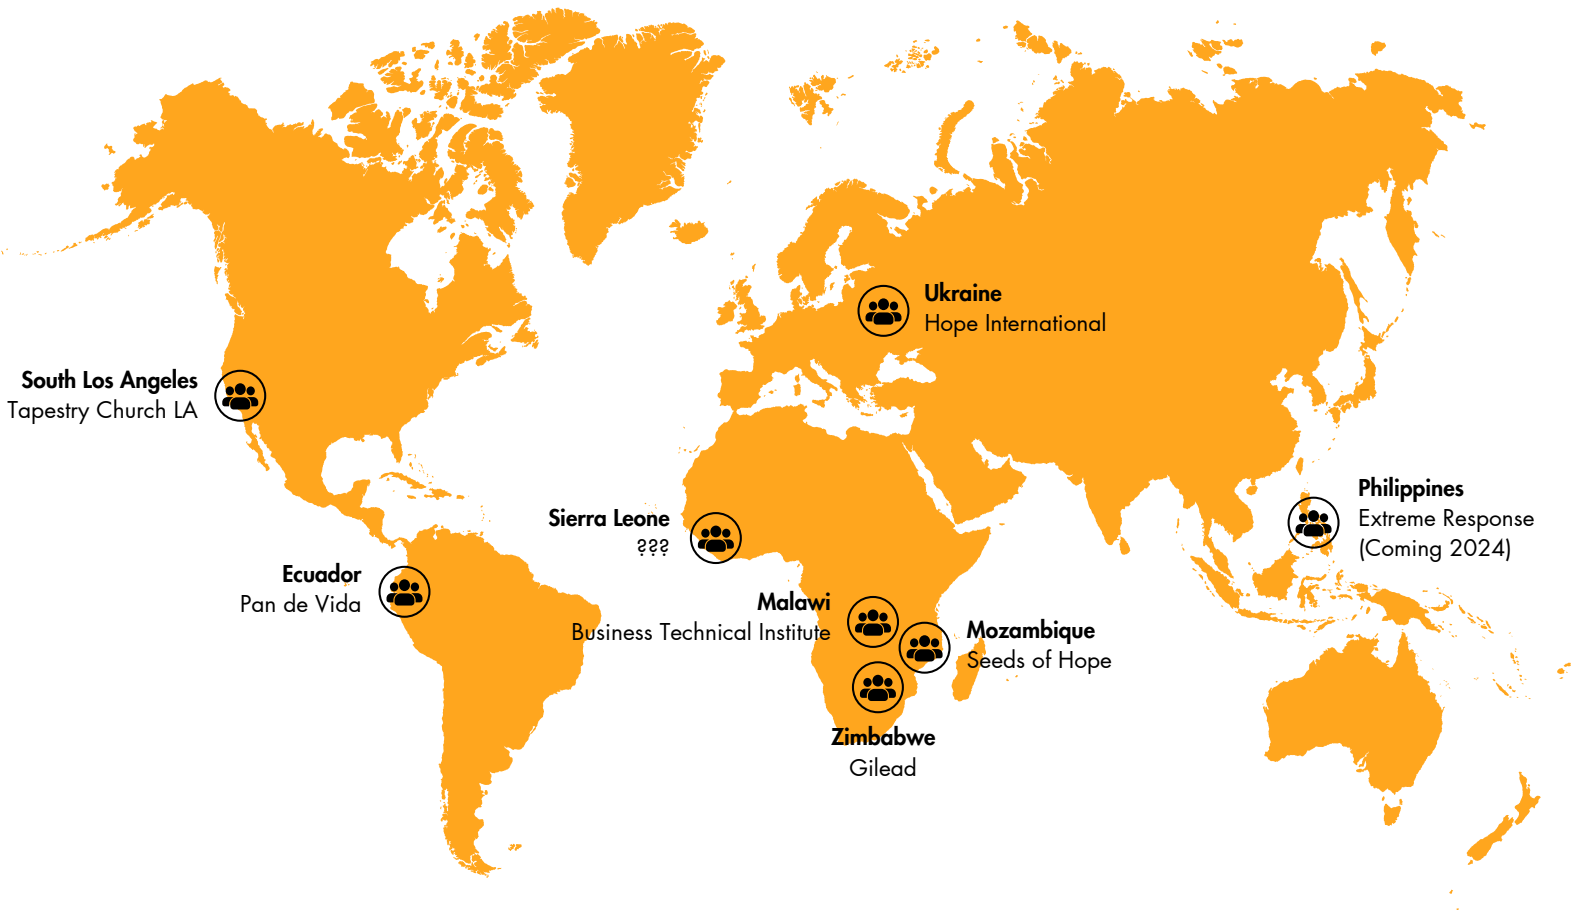 Ukraine
Hope International
South Los Angeles
Tapestry Church LA
Philippines
Extreme Response
(Coming 2024)
Sierra Leone
???
Ecuador
Pan de Vida
Malawi
Business Technical Institute
Mozambique
Seeds of Hope
Zimbabwe
Gilead